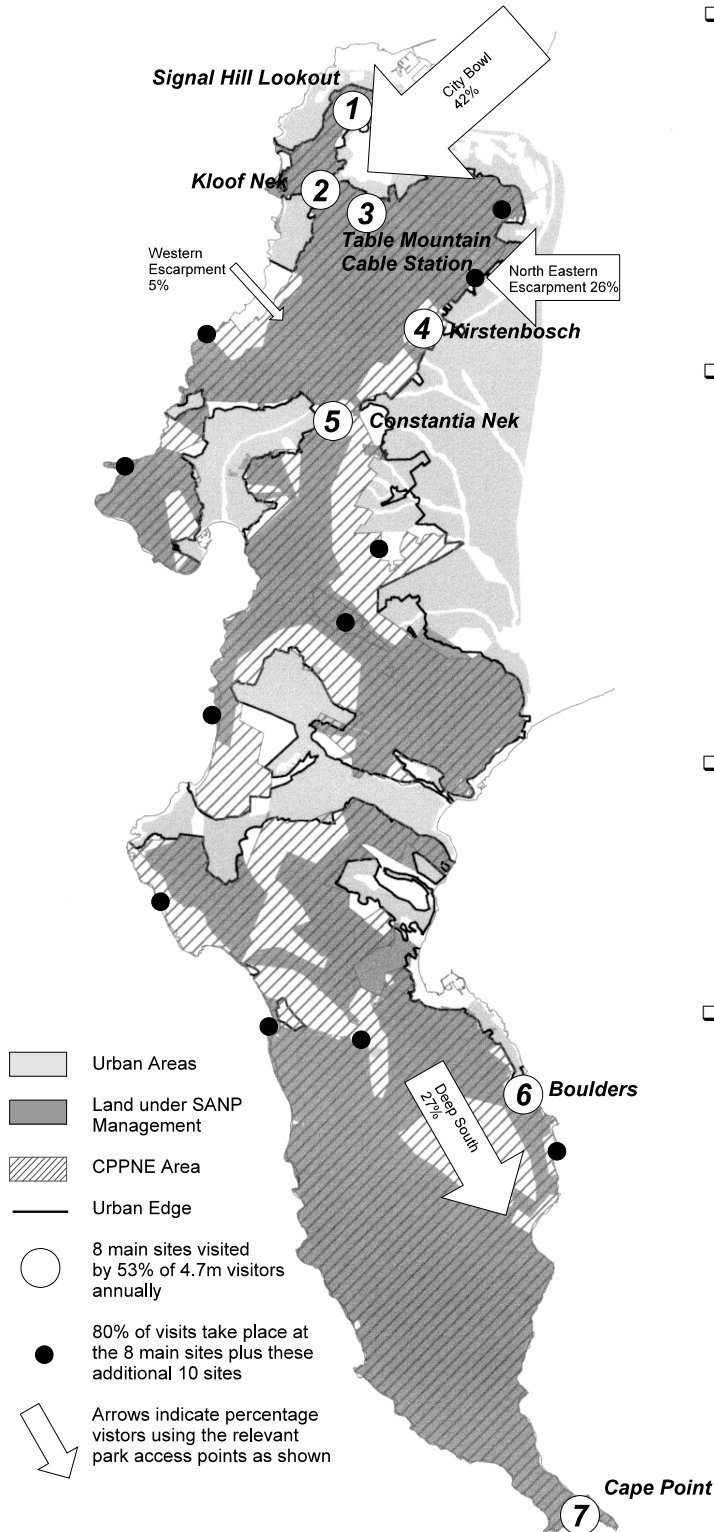 Signal Hill Lookout
City Bowl
42%
1
Kloof Nek
2
3
Table Mountain
Cable Station
Western
Escarpment
5%
North Eastern
Escarpment 26%
4
Kirstenbosch
5
Constantia Nek
Deep South
27%
6
Boulders
Urban Areas
Land under SANP
Management
CPPNE Area
Urban Edge
8 main sites visited
by 53% of 4.7m visitors
annually
80% of visits take place at
the 8 main sites plus these
additional 10 sites
Arrows indicate percentage
vistors using the relevant
park access points as shown
Cape Point
7